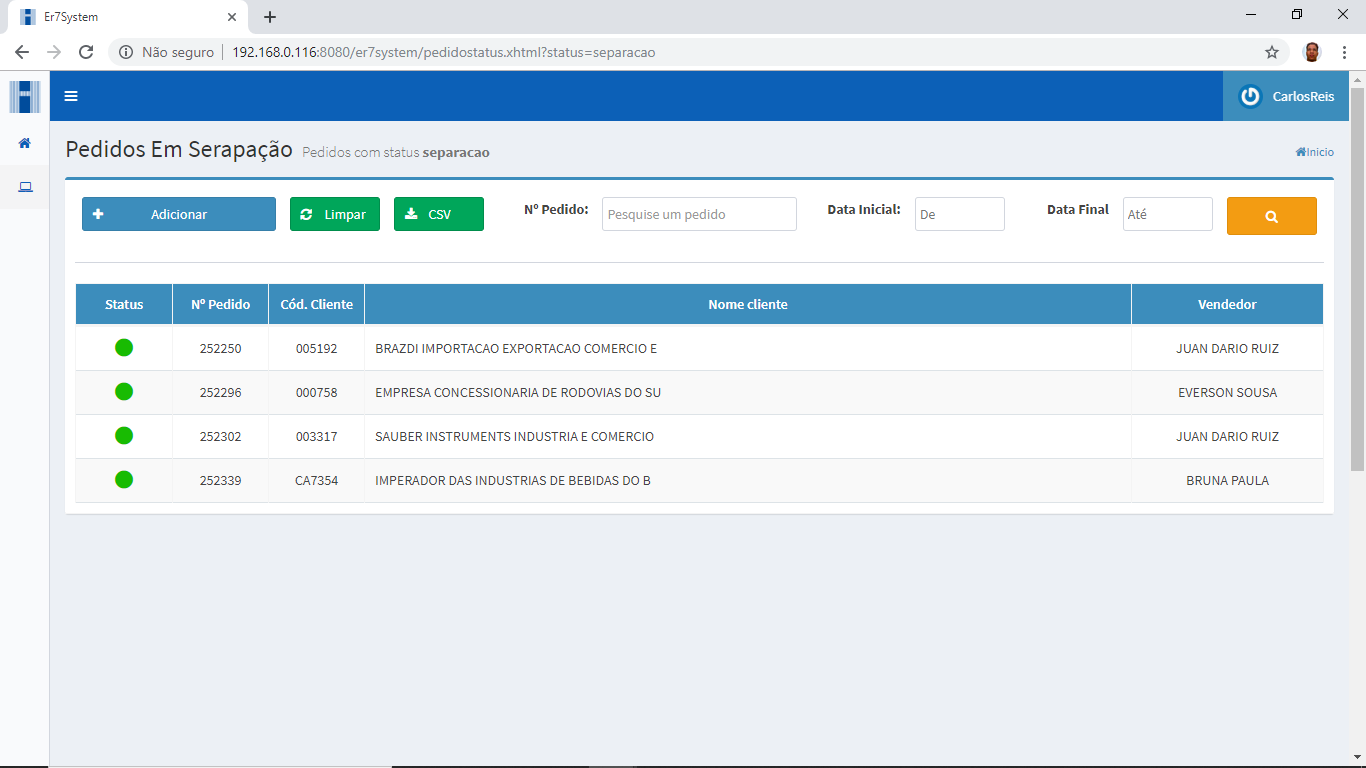 Er7System
Não seguro 192.168.0.116:8080/er7system/pedidostatus.xhtml?status=separacao
CarlosReis
Pedidos Em Serapação Pedidos com status separacao
Inicio
Adicionar Limpar CSV Nº Pedido: Pesquise um pedido Data Inicial: De Data Final Até
Status Nº Pedido Cód. Cliente Nome cliente Vendedor
252250 005192 BRAZDI IMPORTACAO EXPORTACAO COMERCIO E JUAN DARIO RUIZ
252296 000758 EMPRESA CONCESSIONARIA DE RODOVIAS DO SU EVERSON SOUSA
252302 003317 SAUBER INSTRUMENTS INDUSTRIA E COMERCIO JUAN DARIO RUIZ
252339 CA7354 IMPERADOR DAS INDUSTRIAS DE BEBIDAS DO B BRUNA PAULA